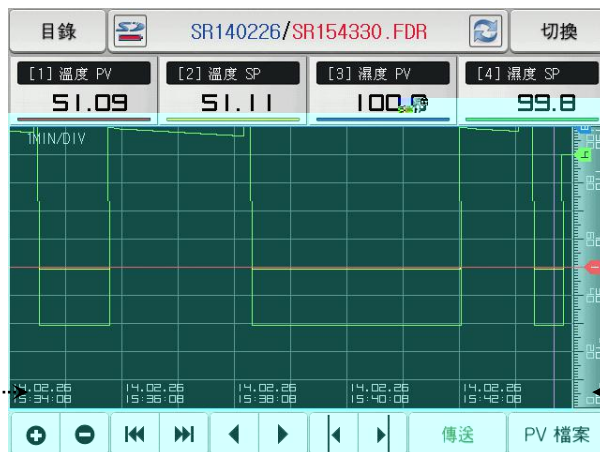 目錄 SR140226/SR154330.FDR 切換
[1] 溫度 PV [2] 溫度 SP [3] 濕度 PV [4] 濕度 SP
51.09 51.11 100.0 99.8
1MIN/DIV
14.02.26 14.02.26 14.02.26 14.02.26 14.02.26
15:34:08 15:36:08 15:38:08 15:40:08 15:42:08
傳送 PV 檔案